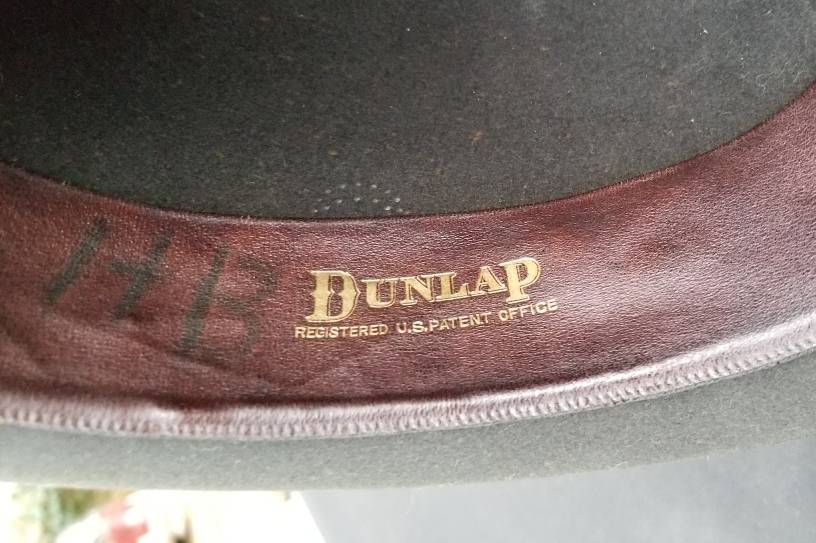 HB
DUNLAP
REGISTERED U.S. PATENT OFFICE